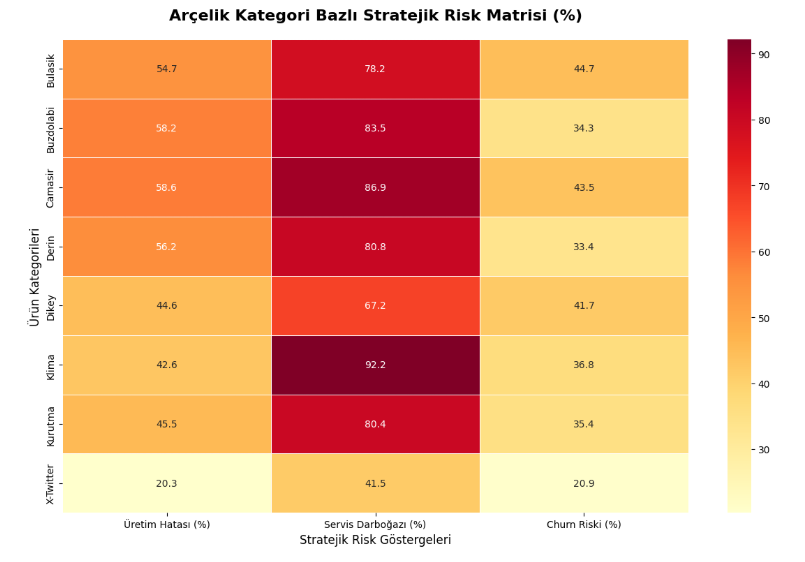 Arçelik Kategori Bazlı Stratejik Risk Matrisi (%)
Ürün Kategorileri
Bulasik 54.7 78.2 44.7
Buzdolabi 58.2 83.5 34.3
Camasir 58.6 86.9 43.5
Derin 56.2 80.8 33.4
Dikey 44.6 67.2 41.7
Klima 42.6 92.2 36.8
Kurutma 45.5 80.4 35.4
X-Twitter 20.3 41.5 20.9
Üretim Hatası (%) Servis Darboğazı (%) Churn Riski (%)
Stratejik Risk Göstergeleri
90
80
70
60
50
40
30